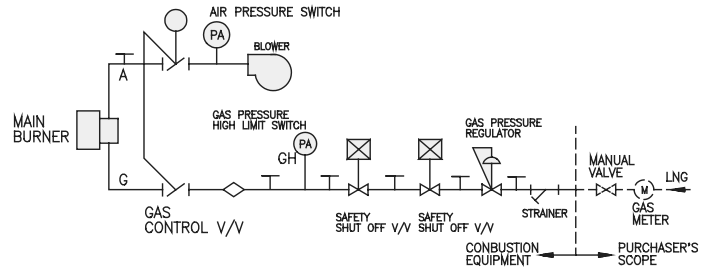 AIR PRESSURE SWITCH
PA
BLOWER
A
MAIN
BURNER
GAS PRESSURE
HIGH LIMIT SWITCH
PA
GH
GAS PRESSURE
REGULATOR
MANUAL
VALVE
LNG
M
G
GAS
CONTROL V/V
SAFETY
SHUT OFF V/V
SAFETY
SHUT OFF V/V
STRAINER
GAS
METER
CONBUSTION
EQUIPMENT
PURCHASER'S
SCOPE